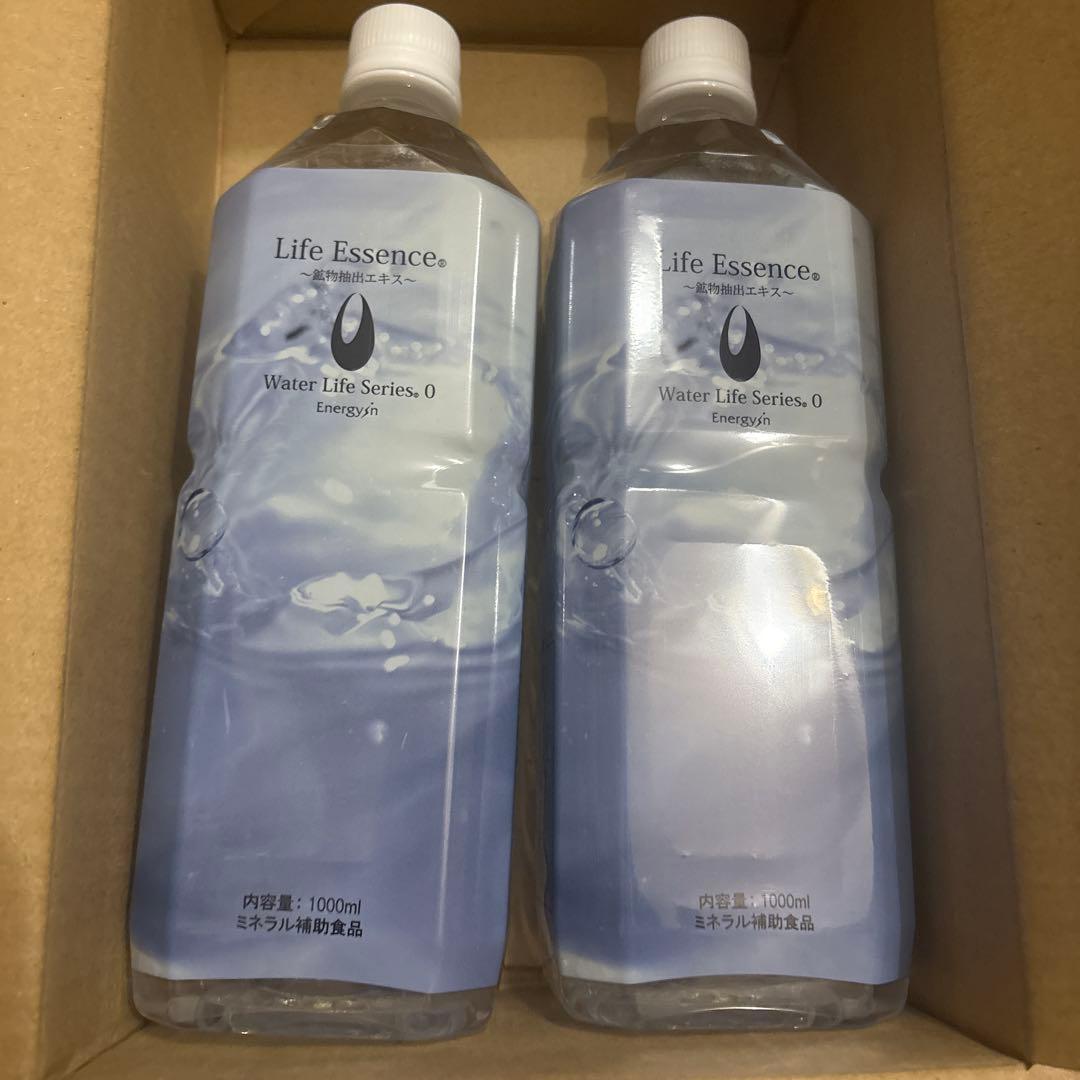 Life Essence®
～鉱物抽出エキス～
Water Life Series® 0
Energysin
内容量：1000ml
ミネラル補助食品
Life Essence®
～鉱物抽出エキス～
Water Life Series® 0
Energysin
内容量：1000ml
ミネラル補助食品